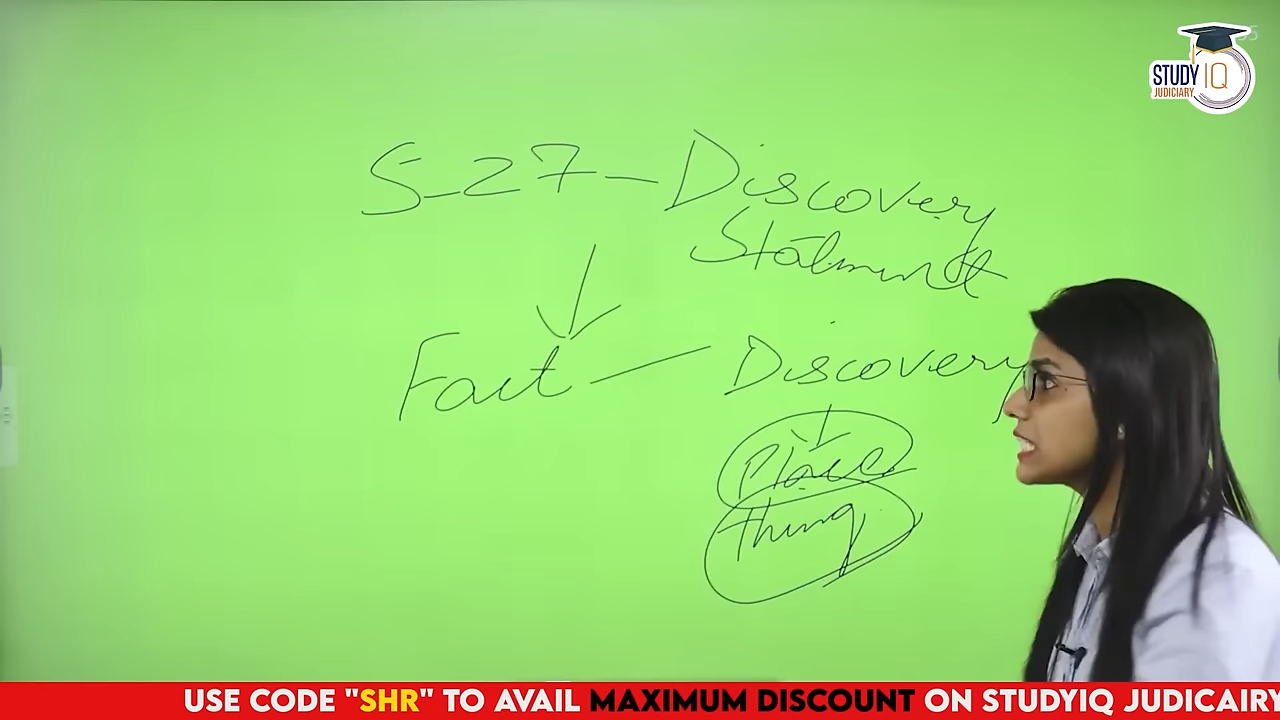 STUDY IQ
JUDICIARY
S-27 - Discovery
Statement
Fact - Discovery
Place
thing
USE CODE "SHR" TO AVAIL MAXIMUM DISCOUNT ON STUDYIQ JUDICAIRY